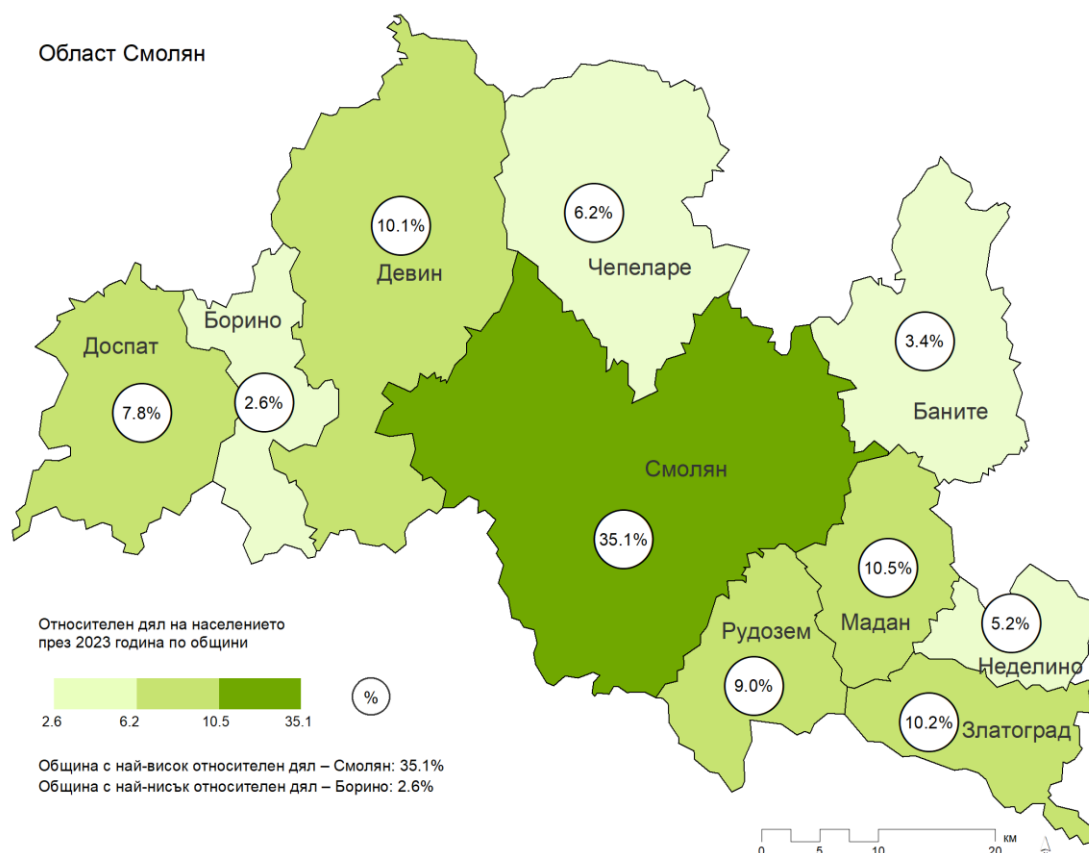 Област Смолян
10.1%
Девин
6.2%
Чепеларе
Борино
2.6%
Доспат
7.8%
3.4%
Баните
Смолян
35.1%
10.5%
Мадан
Рудозем
9.0%
5.2%
Неделино
10.2%
Златоград
Относителен дял на населението
през 2023 година по общини
%
2.6 6.2 10.5 35.1
Община с най-висок относителен дял – Смолян: 35.1%
Община с най-нисък относителен дял – Борино: 2.6%
км
0 5 10 20